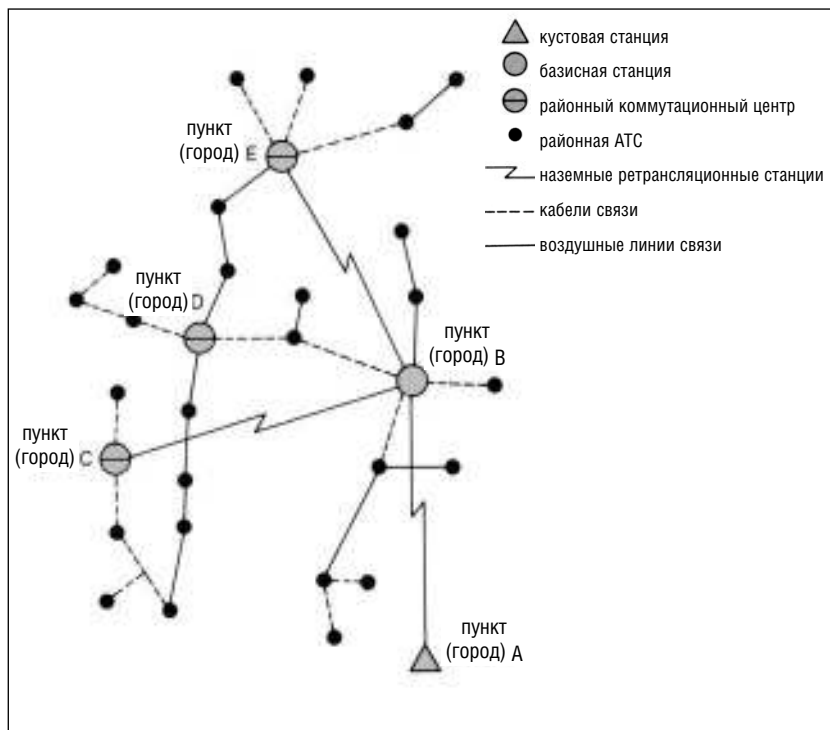 кустовая станция
базисная станция
районный коммутационный центр
районная АТС
наземные ретрансляционные станции
кабели связи
воздушные линии связи
пункт
(город) E
пункт
(город) D
пункт
(город) B
пункт
(город) C
пункт
(город) A